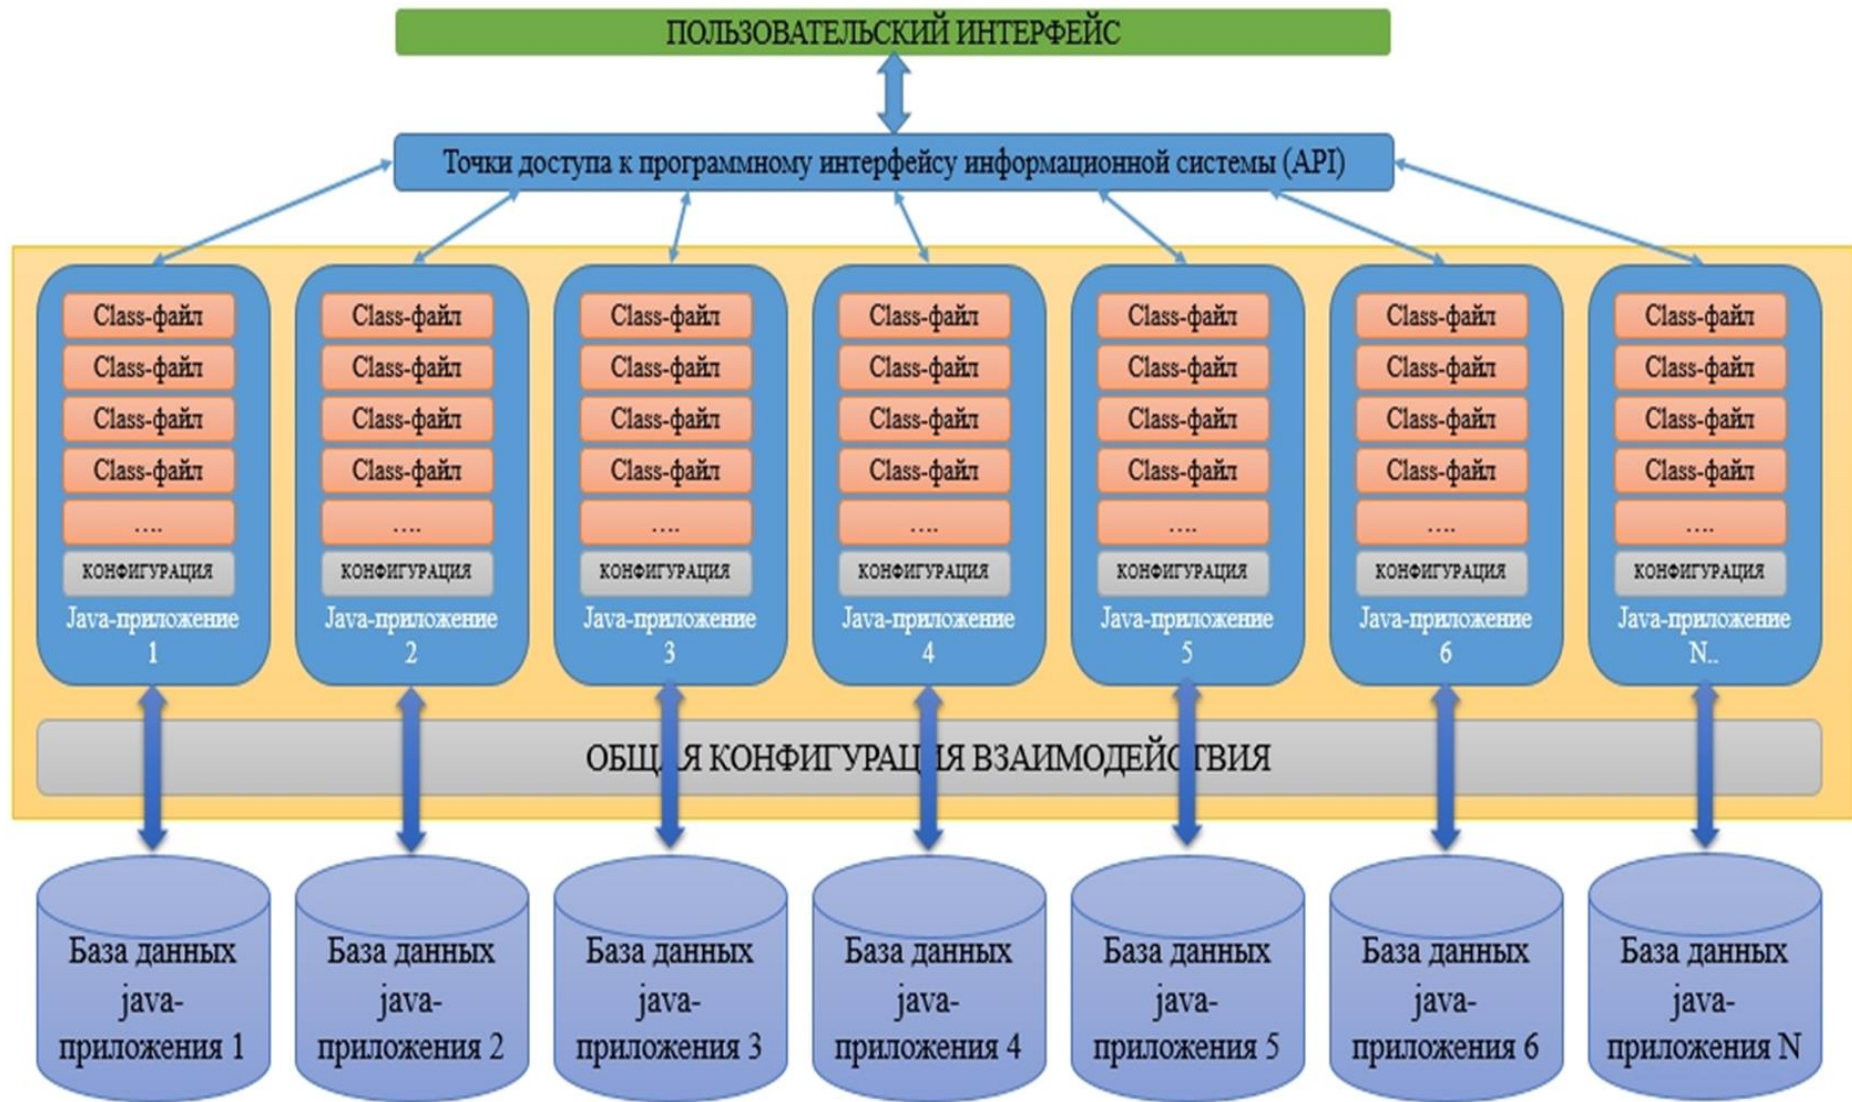 ПОЛЬЗОВАТЕЛЬСКИЙ ИНТЕРФЕЙС
Точки доступа к программному интерфейсу информационной системы (API)
Class-файл
Class-файл
Class-файл
Class-файл
....
КОНФИГУРАЦИЯ
Java-приложение
1
Class-файл
Class-файл
Class-файл
Class-файл
....
КОНФИГУРАЦИЯ
Java-приложение
2
Class-файл
Class-файл
Class-файл
Class-файл
....
КОНФИГУРАЦИЯ
Java-приложение
3
Class-файл
Class-файл
Class-файл
Class-файл
....
КОНФИГУРАЦИЯ
Java-приложение
4
Class-файл
Class-файл
Class-файл
Class-файл
....
КОНФИГУРАЦИЯ
Java-приложение
5
Class-файл
Class-файл
Class-файл
Class-файл
....
КОНФИГУРАЦИЯ
Java-приложение
6
Class-файл
Class-файл
Class-файл
Class-файл
....
КОНФИГУРАЦИЯ
Java-приложение
N..
ОБЩАЯ КОНФИГУРАЦИЯ ВЗАИМОДЕЙСТВИЯ
База данных
java-
приложения 1
База данных
java-
приложения 2
База данных
java-
приложения 3
База данных
java-
приложения 4
База данных
java-
приложения 5
База данных
java-
приложения 6
База данных
java-
приложения N